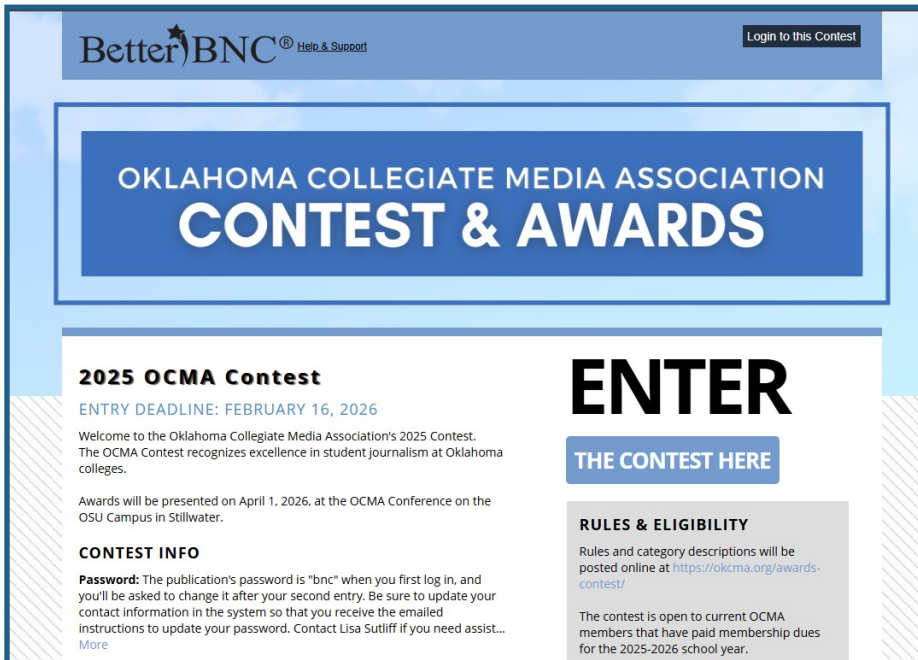 BetterBNC® Help & Support
Login to this Contest
OKLAHOMA COLLEGIATE MEDIA ASSOCIATION
CONTEST & AWARDS
2025 OCMA Contest
ENTRY DEADLINE: FEBRUARY 16, 2026
Welcome to the Oklahoma Collegiate Media Association's 2025 Contest.
The OCMA Contest recognizes excellence in student journalism at Oklahoma
colleges.
Awards will be presented on April 1, 2026, at the OCMA Conference on the
OSU Campus in Stillwater.
CONTEST INFO
Password: The publication's password is "bnc" when you first log in, and
you'll be asked to change it after your second entry. Be sure to update your
contact information in the system so that you receive the emailed
instructions to update your password. Contact Lisa Sutliff if you need assist...
More
ENTER
THE CONTEST HERE
RULES & ELIGIBILITY
Rules and category descriptions will be
posted online at https://okcma.org/awards-
contest/
The contest is open to current OCMA
members that have paid membership dues
for the 2025-2026 school year.